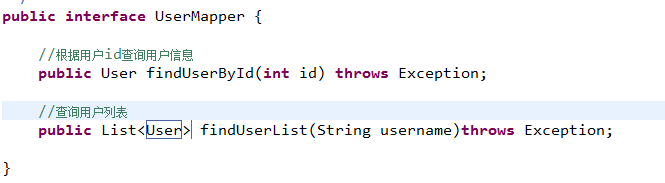 public interface UserMapper {
//根据用户id查询用户信息
public User findUserById(int id) throws Exception;
//查询用户列表
public List<User> findUserList(String username)throws Exception;
}